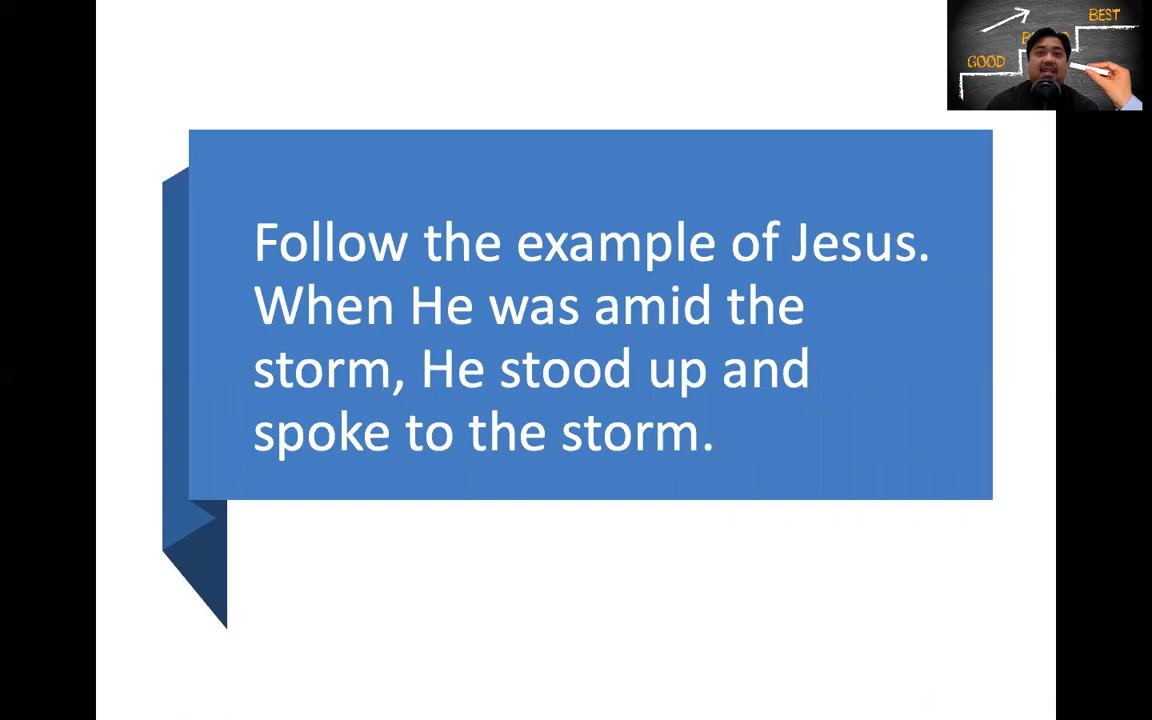 BEST
GOOD
Follow the example of Jesus.
When He was amid the
storm, He stood up and
spoke to the storm.